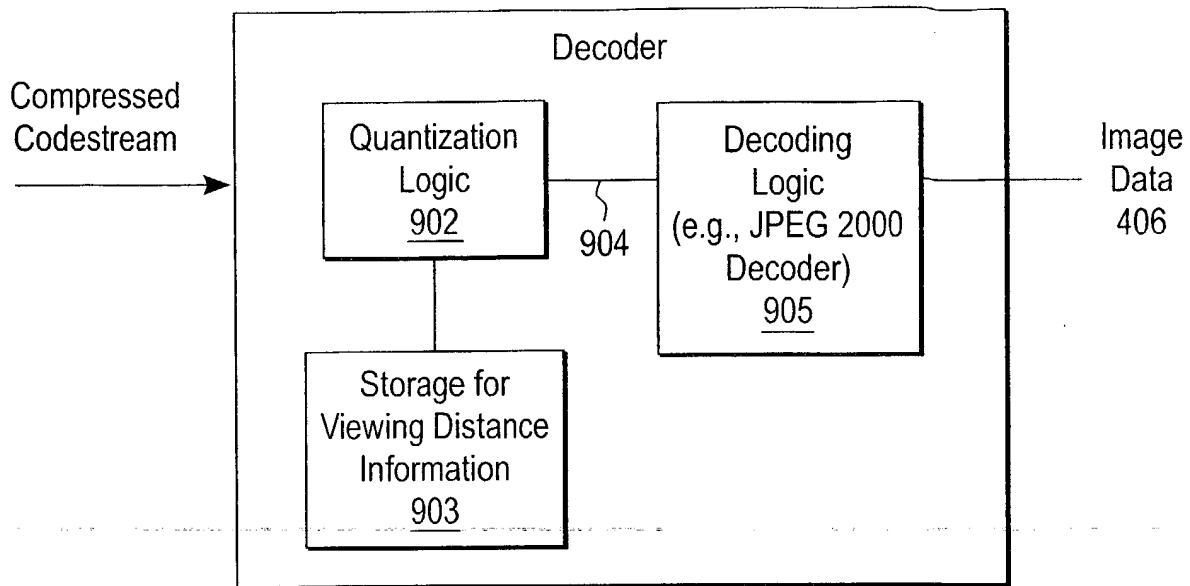 Decoder
Compressed
Codestream
Quantization
Logic
902
904
Decoding
Logic
(e.g., JPEG 2000
Decoder)
905
Image
Data
406
Storage for
Viewing Distance
Information
903